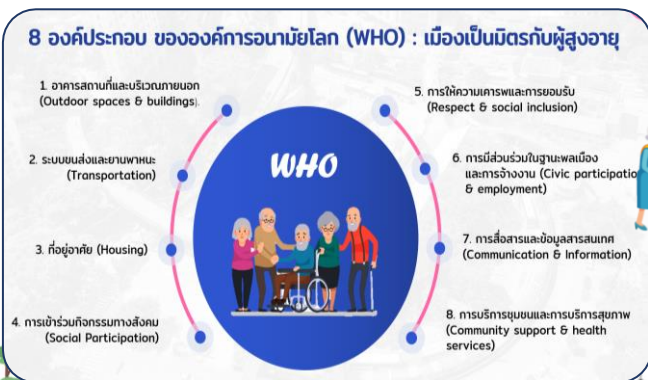 8 องค์ประกอบ ขององค์การอนามัยโลก (WHO) : เมืองเป็นมิตรกับผู้สูงอายุ
1. อาคารสถานที่และบริเวณภายนอก
(Outdoor spaces & buildings).
2. ระบบขนส่งและยานพาหนะ
(Transportation)
3. ที่อยู่อาศัย (Housing)
4. การเข้าร่วมกิจกรรมทางสังคม
(Social Participation)
WHO
5. การให้ความเคารพและการยอมรับ
(Respect & social inclusion)
6. การมีส่วนร่วมในฐานะพลเมือง
และการจ้างงาน (Civic participatio
& employment)
7. การสื่อสารและข้อมูลสารสนเทศ
(Communication & Information)
8. การบริการชุมชนและการบริการสุขภาพ
(Community support & health
services)